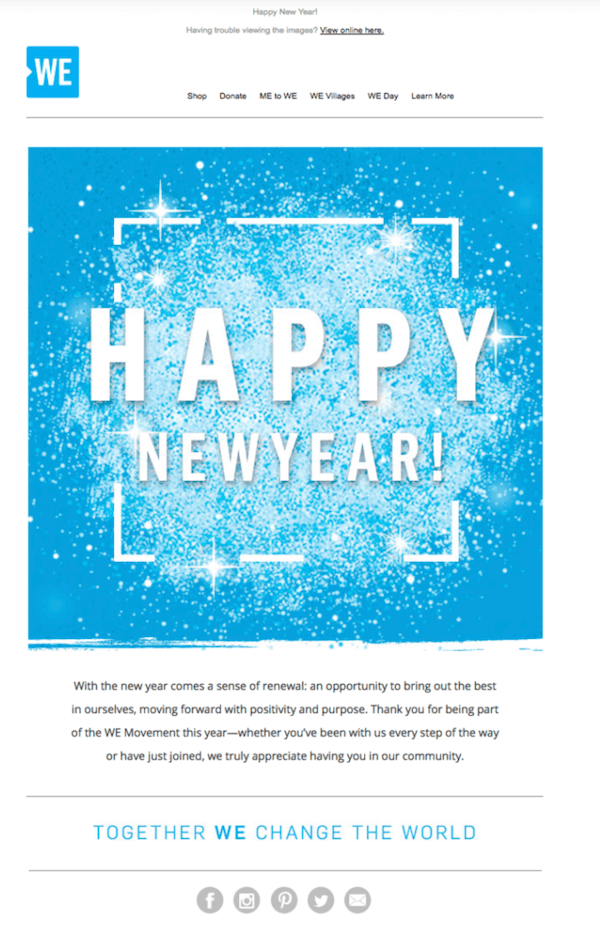 Happy New Year!
Having trouble viewing the images? View online here.
WE
Shop Donate ME to WE WE Villages WE Day Learn More
HAPPY
NEWYEAR!
With the new year comes a sense of renewal: an opportunity to bring out the best
in ourselves, moving forward with positivity and purpose. Thank you for being part
of the WE Movement this year—whether you've been with us every step of the way
or have just joined, we truly appreciate having you in our community.
TOGETHER WE CHANGE THE WORLD